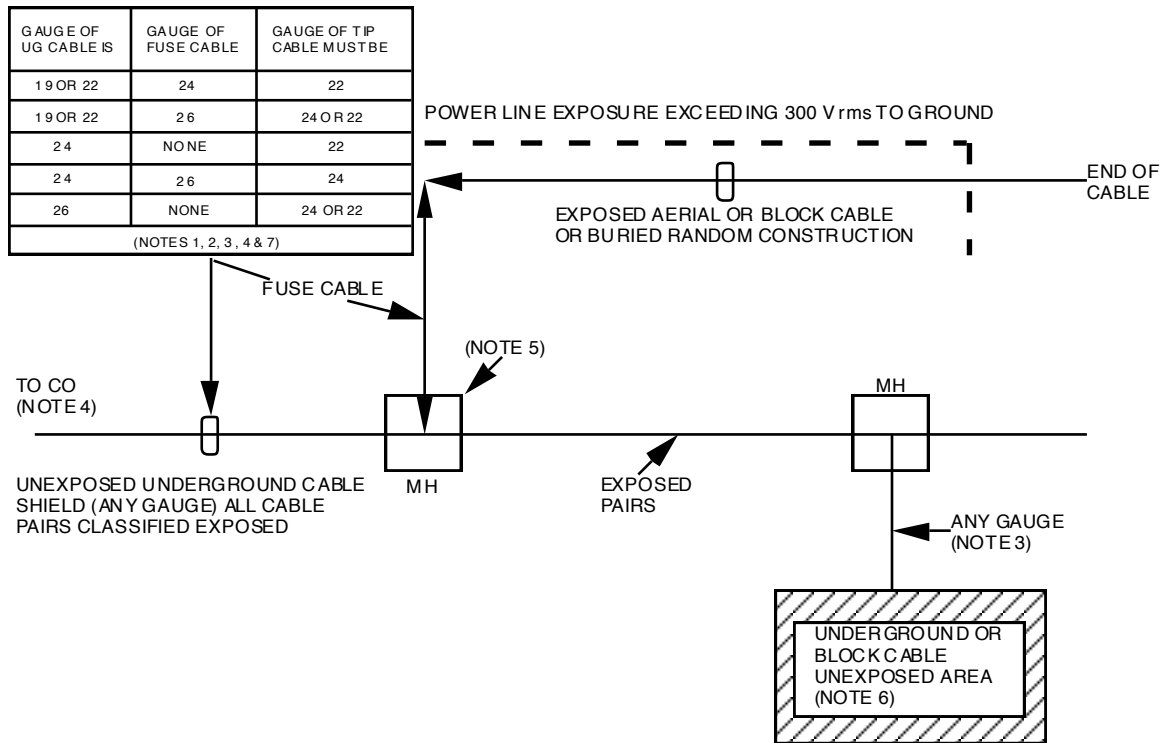 GAUGE OF UG CABLE IS GAUGE OF FUSE CABLE GAUGE OF TIP CABLE MUST BE
19 OR 22 24 22
19 OR 22 26 24 OR 22
24 NONE 22
24 26 24
26 NONE 24 OR 22
(NOTES 1, 2, 3, 4 & 7)
POWER LINE EXPOSURE EXCEEDING 300 V rms TO GROUND
END OF
CABLE
EXPOSED AERIAL OR BLOCK CABLE
OR BURIED RANDOM CONSTRUCTION
FUSE CABLE
(NOTE 5)
TO CO
(NOTE 4)
MH
UNEXPOSED UNDERGROUND CABLE
SHIELD (ANY GAUGE) ALL CABLE
PAIRS CLASSIFIED EXPOSED
MH
EXPOSED
PAIRS
ANY GAUGE
(NOTE 3)
UNDERGROUND OR
BLOCK CABLE
UNEXPOSED AREA
(NOTE 6)